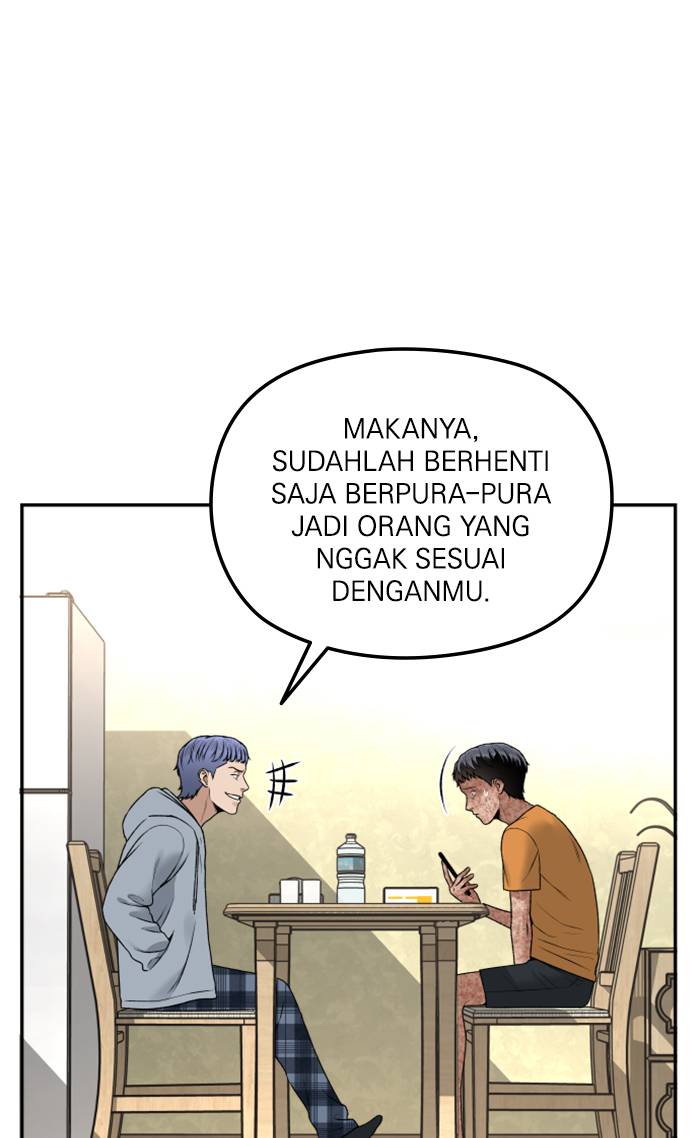 MAKANYA,
SUDAHLAH BERHENTI
SAJA BERPURA-PURA
JADI ORANG YANG
NGGAK SESUAI
DENGANMU.